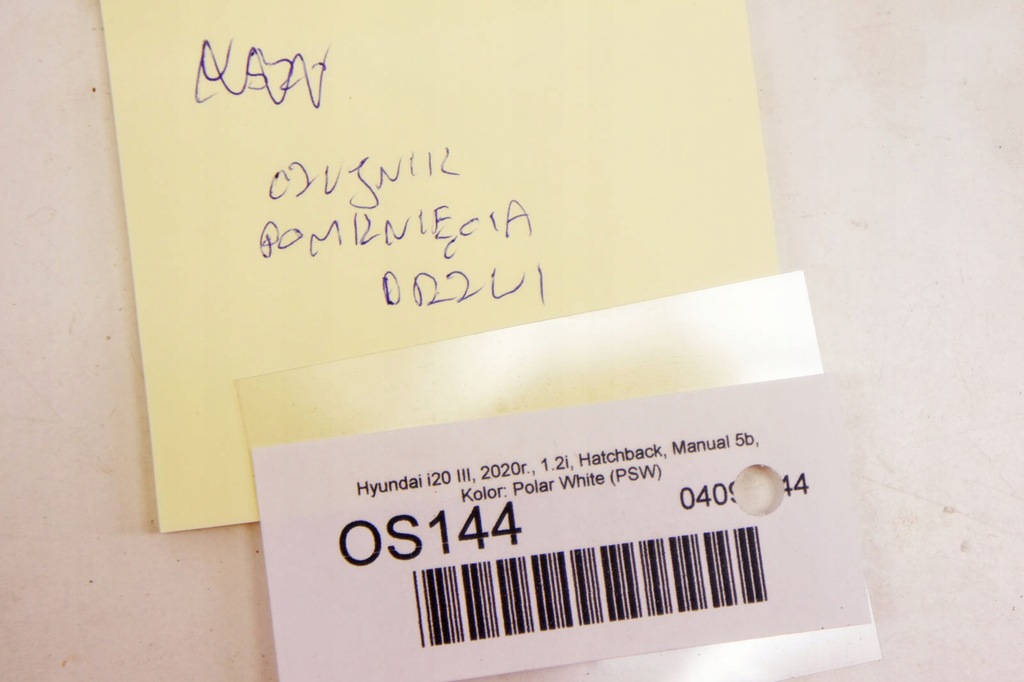 CZUJNIK
DOMKNIĘCIA
DRZWI
Hyundai i20 III, 2020r., 1.2i, Hatchback, Manual 5b,
Kolor: Polar White (PSW)
OS144